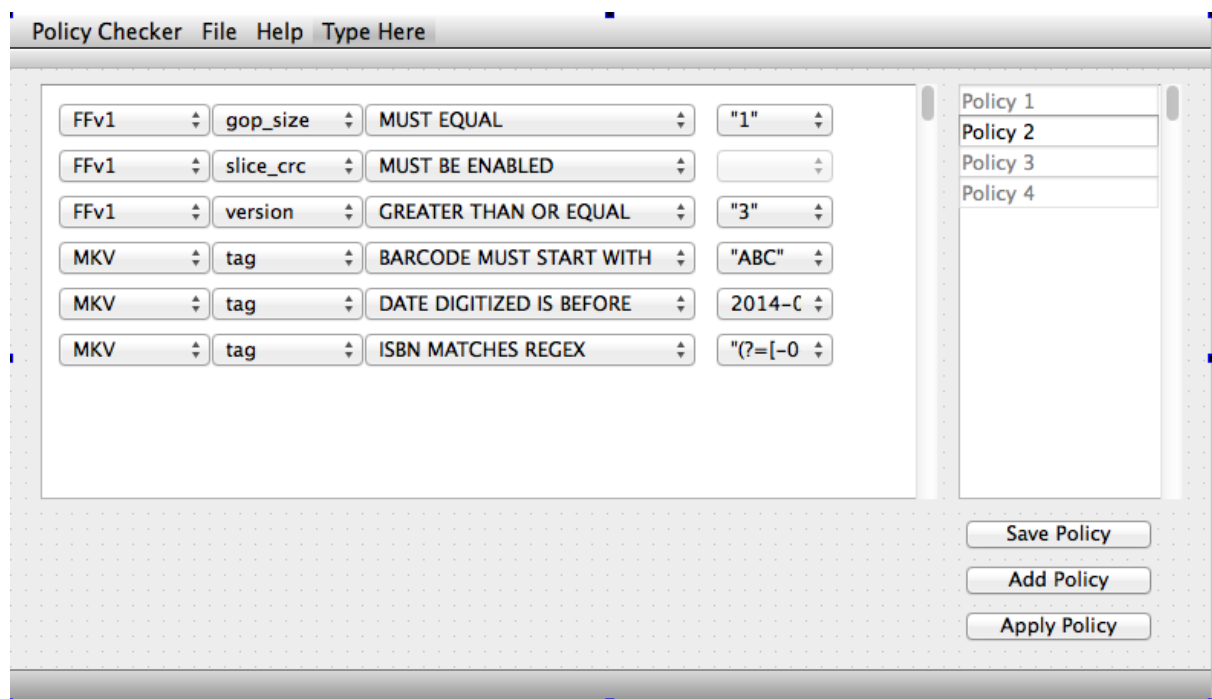 Policy Checker File Help Type Here
FFv1 gop_size MUST EQUAL "1"
FFv1 slice_crc MUST BE ENABLED
FFv1 version GREATER THAN OR EQUAL "3"
MKV tag BARCODE MUST START WITH "ABC"
MKV tag DATE DIGITIZED IS BEFORE 2014-0
MKV tag ISBN MATCHES REGEX "(?=[-0
Policy 1
Policy 2
Policy 3
Policy 4
Save Policy
Add Policy
Apply Policy